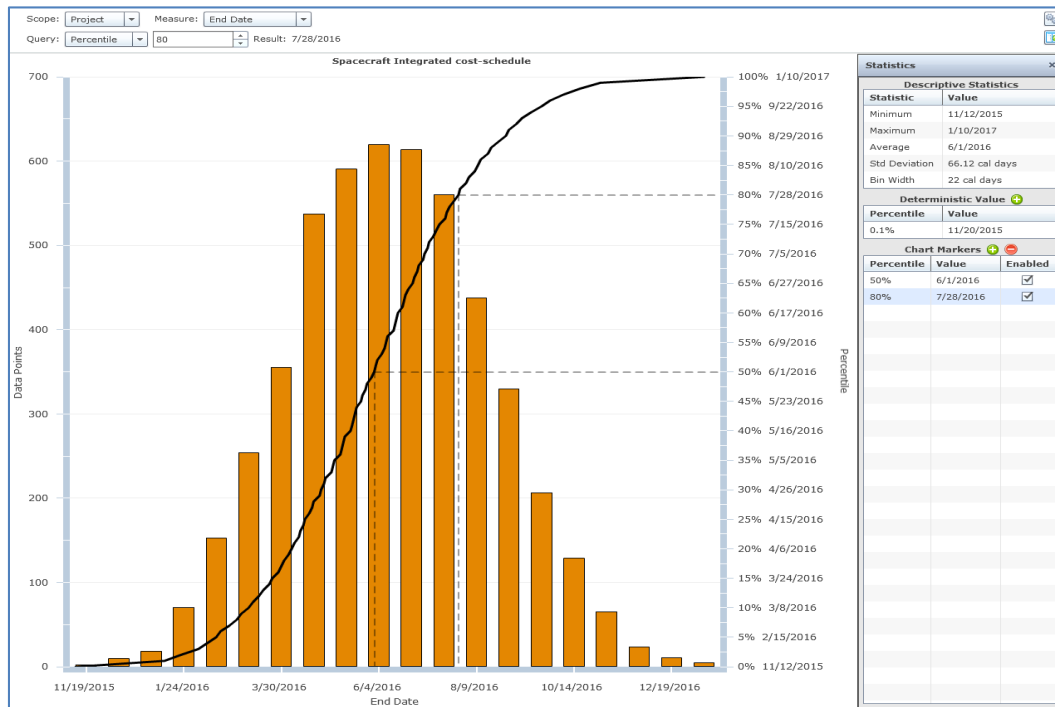 Scope: Project Measure: End Date
Query: Percentile 80 Result: 7/28/2016
Spacecraft Integrated cost-schedule
700
600
500
400
300
200
100
0
Data Points
11/19/2015 1/24/2016 3/30/2016 6/4/2016 8/9/2016 10/14/2016 12/19/2016
End Date
100% 1/10/2017
95% 9/22/2016
90% 8/29/2016
85% 8/10/2016
80% 7/28/2016
75% 7/15/2016
70% 7/5/2016
65% 6/27/2016
60% 6/17/2016
55% 6/9/2016
50% 6/1/2016
45% 5/23/2016
40% 5/16/2016
35% 5/5/2016
30% 4/26/2016
25% 4/15/2016
20% 4/6/2016
15% 3/24/2016
10% 3/8/2016
5% 2/15/2016
0% 11/12/2015
Percentile
Statistics
Descriptive Statistics
Statistic Value
Minimum 11/12/2015
Maximum 1/10/2017
Average 6/1/2016
Std Deviation 66.12 cal days
Bin Width 22 cal days
Deterministic Value
Percentile Value
0.1% 11/20/2015
Chart Markers
Percentile Value Enabled
50% 6/1/2016
80% 7/28/2016